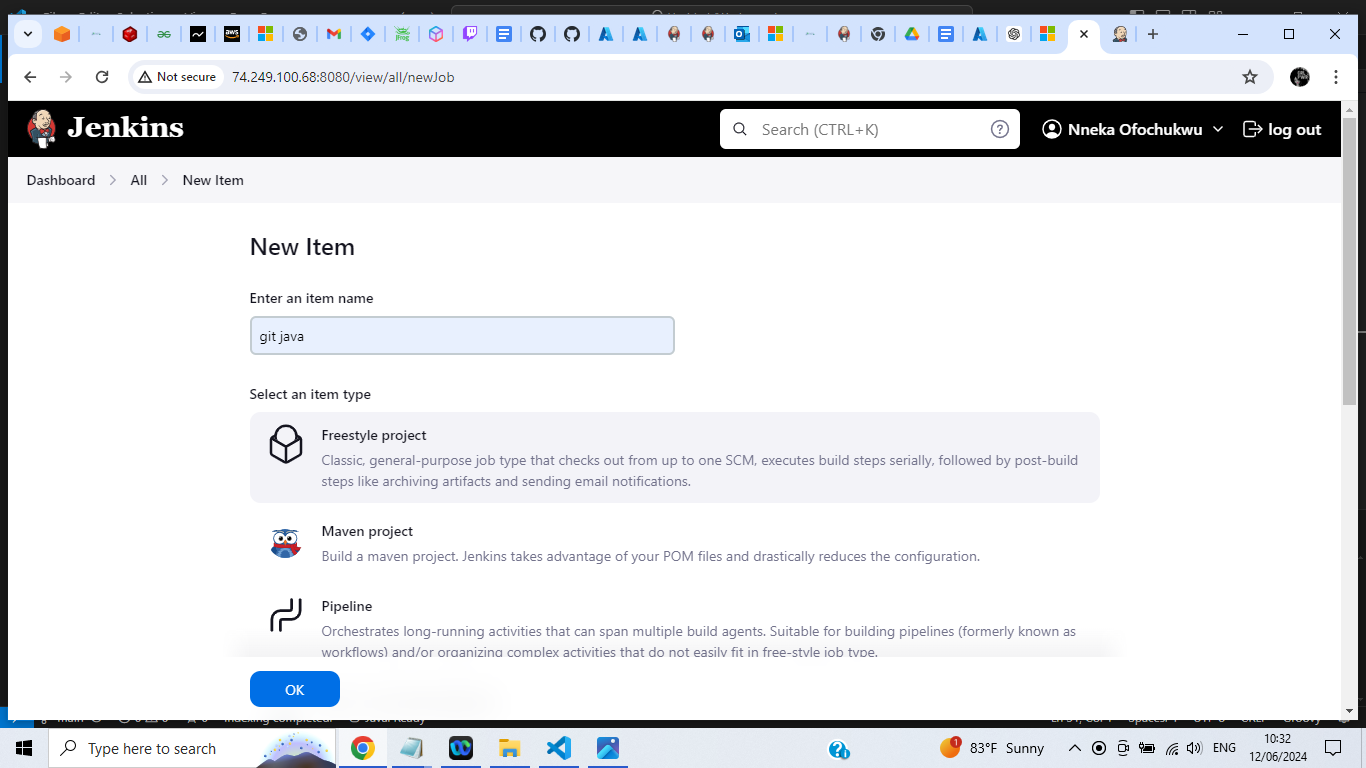 Not secure 74.249.100.68:8080/view/all/newJob
Jenkins Search (CTRL+K) ? Nneka Ofochukwu log out
Dashboard All New Item
New Item
Enter an item name
git java
Select an item type
Freestyle project
Classic, general-purpose job type that checks out from up to one SCM, executes build steps serially, followed by post-build
steps like archiving artifacts and sending email notifications.
Maven project
Build a maven project. Jenkins takes advantage of your POM files and drastically reduces the configuration.
Pipeline
Orchestrates long-running activities that can span multiple build agents. Suitable for building pipelines (formerly known as
workflows) and/or organizing complex activities that do not easily fit in free-style job type.
OK
Type here to search
1 83°F Sunny ENG 10:32
12/06/2024